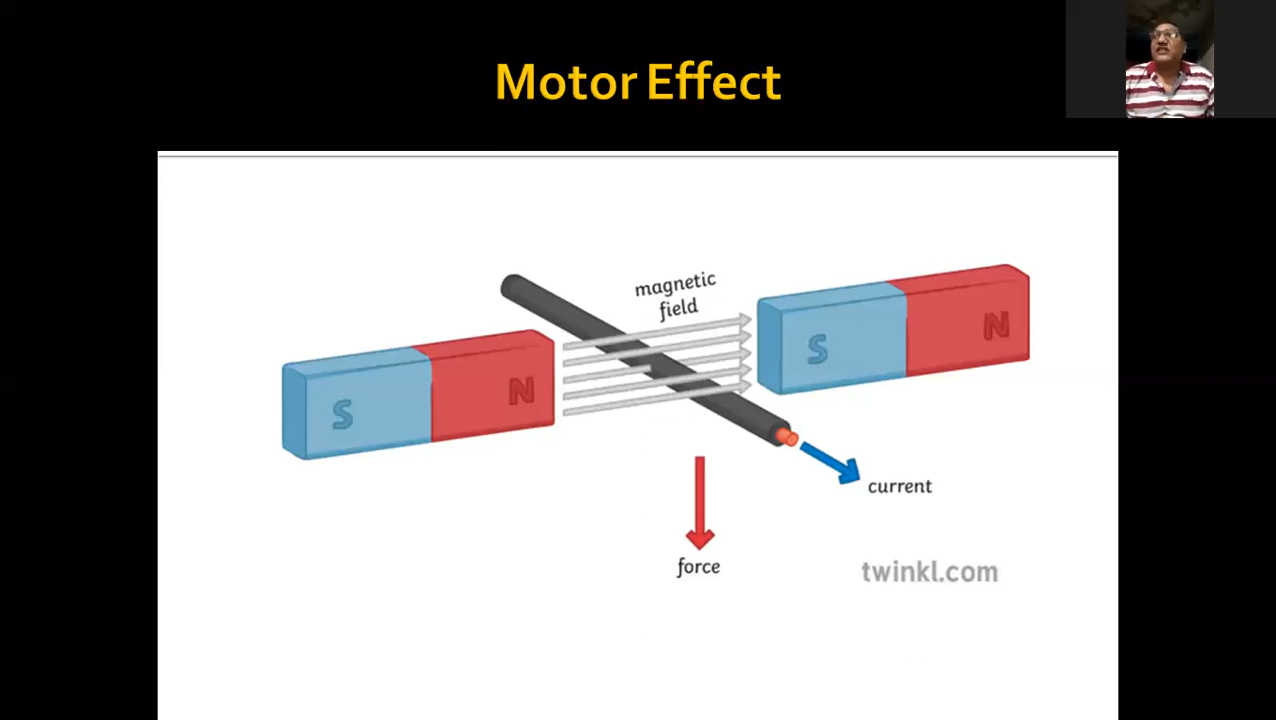 Motor Effect
magnetic
field
S
N
S
N
current
force
twinkl.com